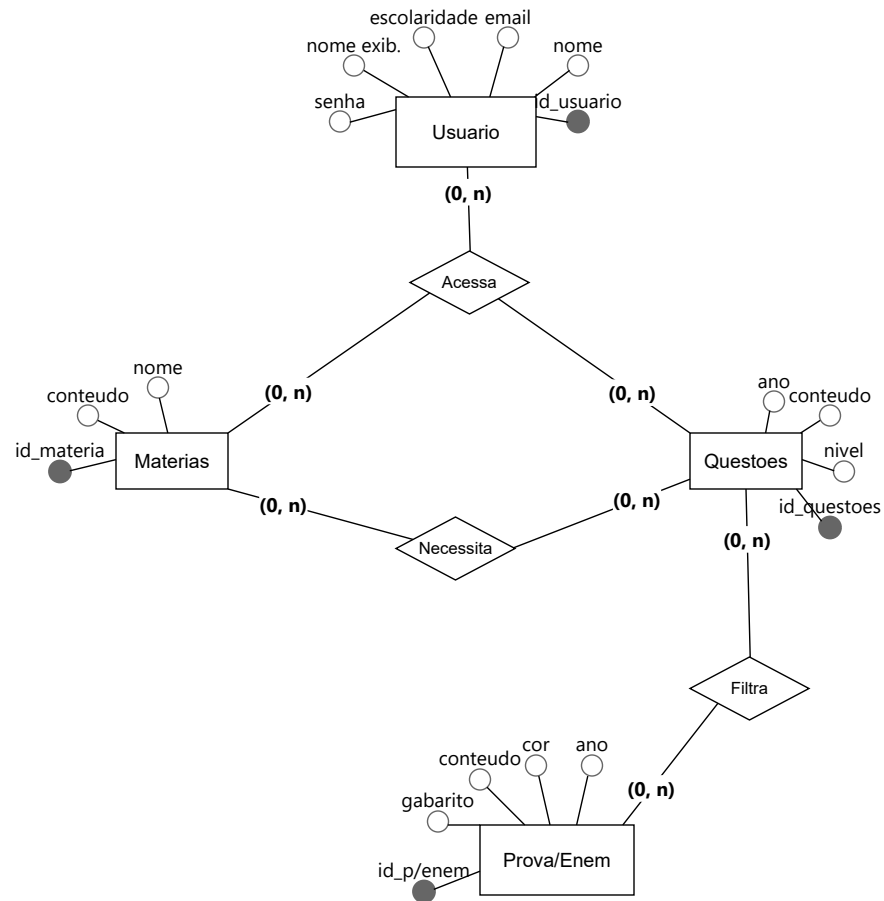 escolaridade email
nome exib.
nome
senha
id_usuario
Usuario
(0, n)
Acessa
(0, n)
(0, n)
nome
conteudo
id_materia
Materias
ano
conteudo
nivel
id_questoes
Questoes
(0, n)
(0, n)
Necessita
(0, n)
Filtra
(0, n)
cor
ano
conteudo
gabarito
id_p/enem
Prova/Enem